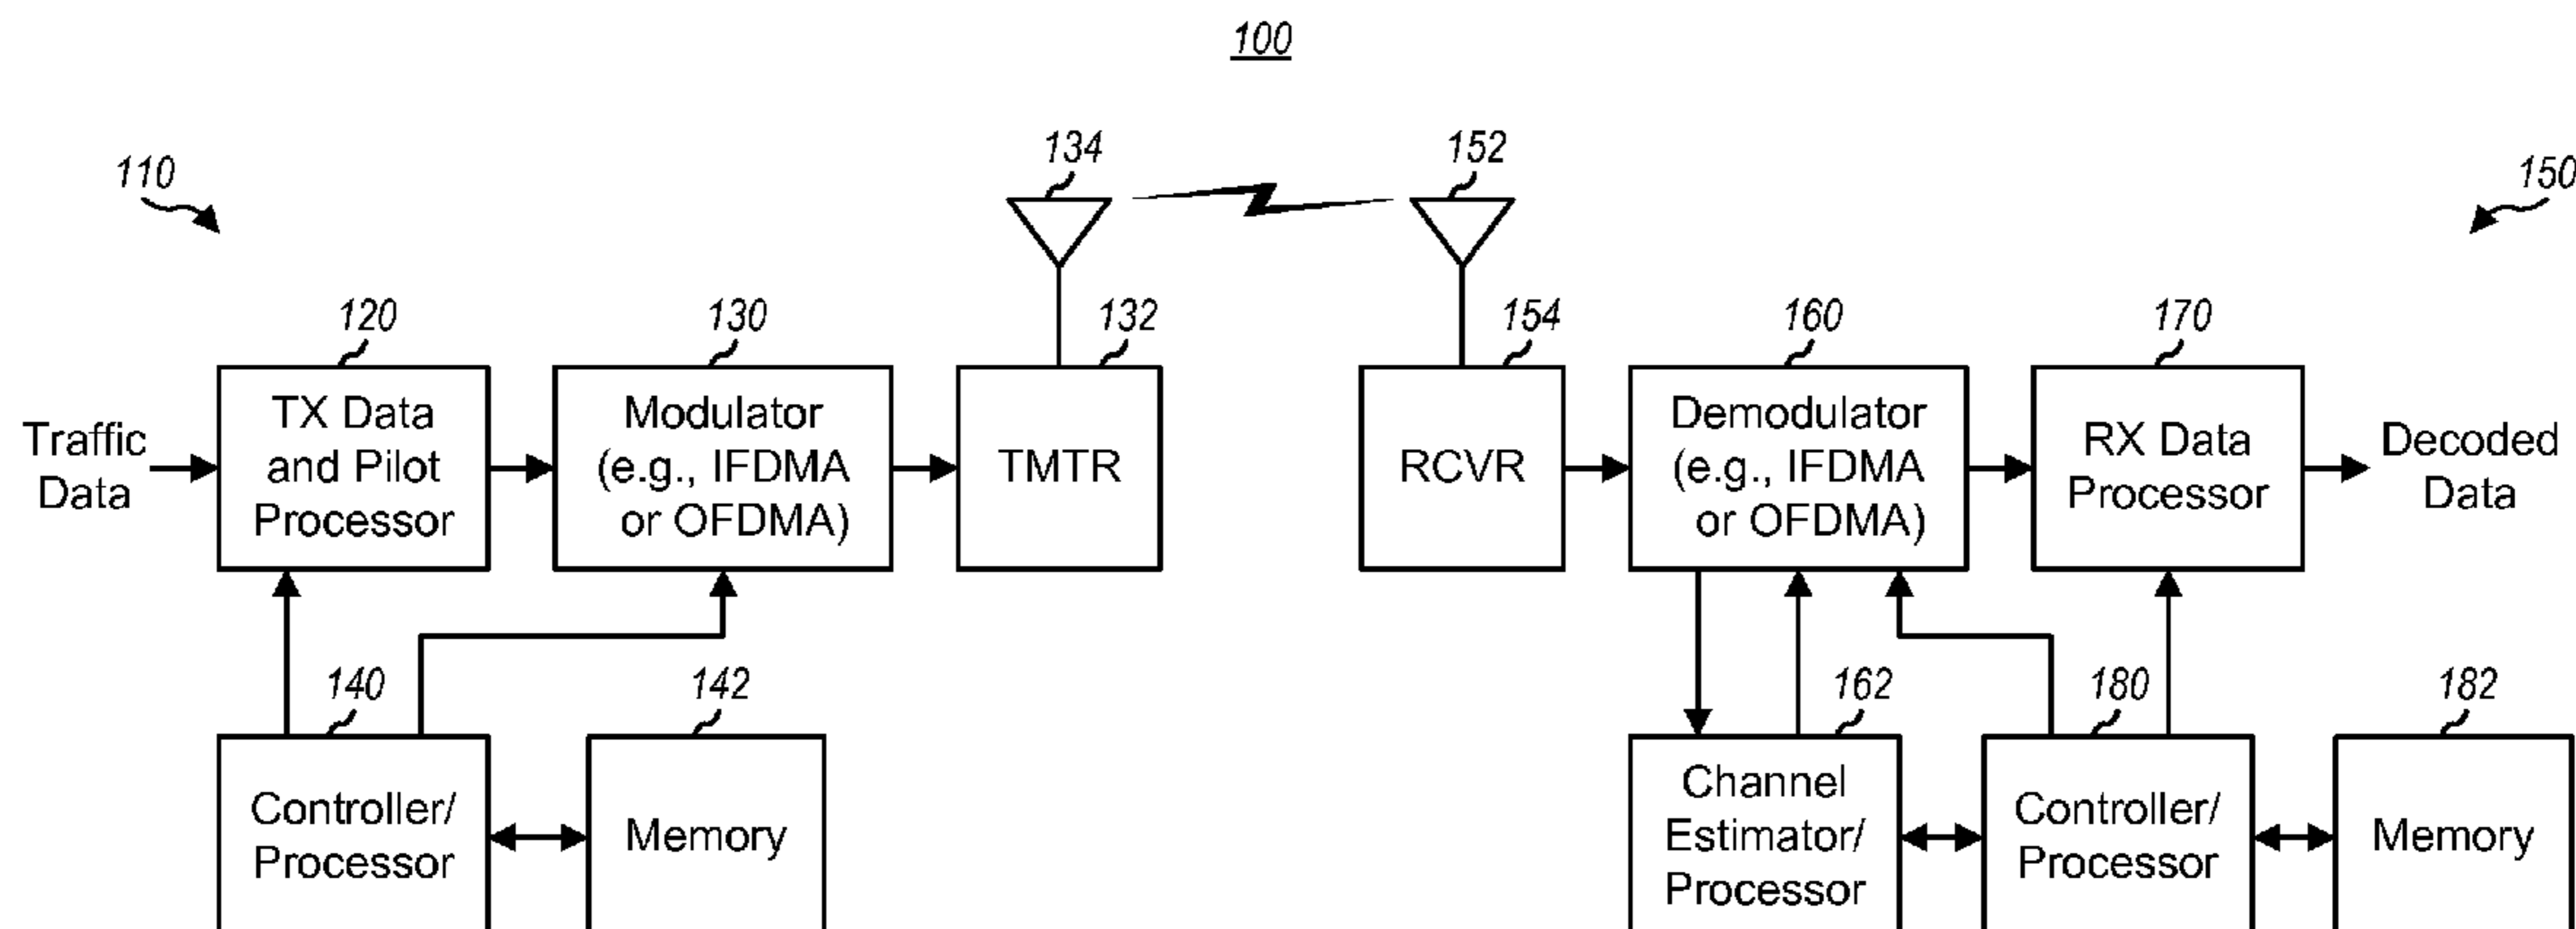 100
110
134
152
150
120
130
132
154
160
170
Traffic
Data
TX Data
and Pilot
Processor
Modulator
(e.g., IFDMA
or OFDMA)
TMTR
RCVR
Demodulator
(e.g., IFDMA
or OFDMA)
RX Data
Processor
Decoded
Data
140
142
162
180
182
Controller/
Processor
Memory
Channel
Estimator/
Processor
Controller/
Processor
Memory